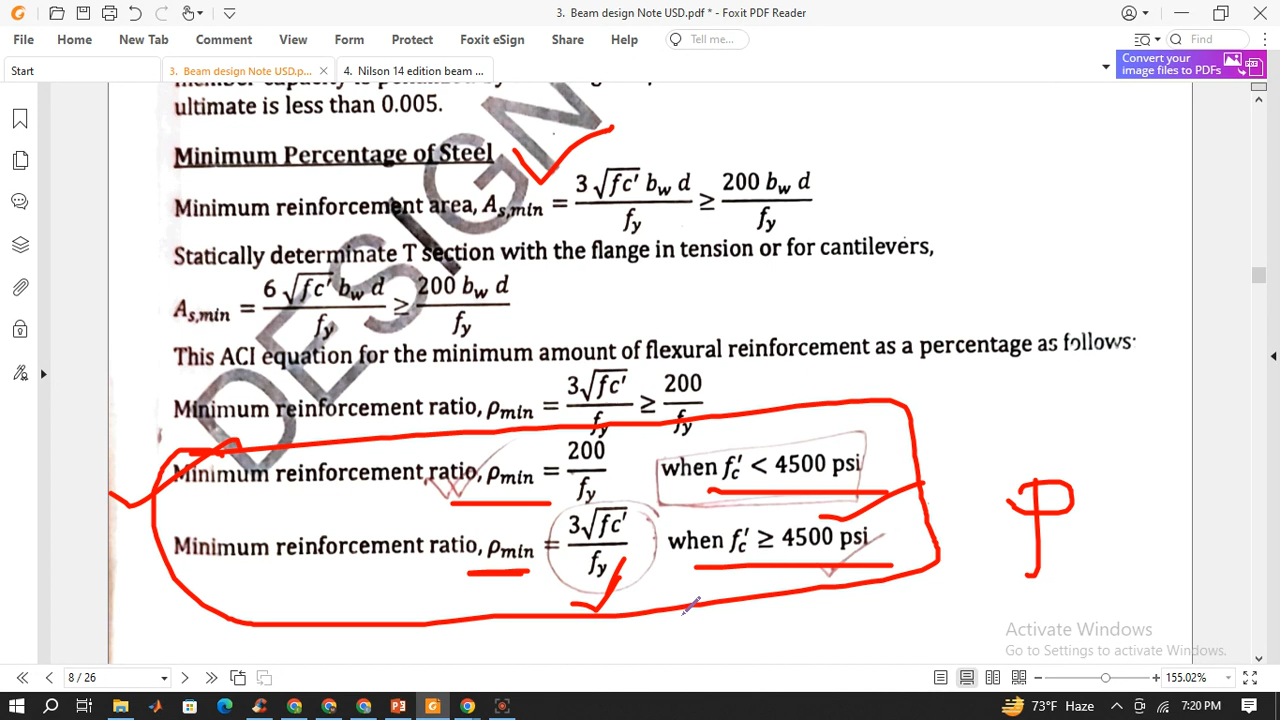 3. Beam design Note USD.pdf * - Foxit PDF Reader
File Home New Tab Comment View Form Protect Foxit eSign Share Help Tell me... Find
Convert your image files to PDFs
Start 3. Beam design Note USD.p... 4. Nilson 14 edition beam ...
ultimate is less than 0.005.
Minimum Percentage of Steel
Minimum reinforcement area, A_s,min = 3 √fc′ b_w d / f_y ≥ 200 b_w d / f_y
Statically determinate T section with the flange in tension or for cantilevers,
A_s,min = 6 √fc′ b_w d / f_y ≥ 200 b_w d / f_y
This ACI equation for the minimum amount of flexural reinforcement as a percentage as follows·
Minimum reinforcement ratio, ρ_min = 3√fc′ / f_y ≥ 200 / f_y
Minimum reinforcement ratio, ρ_min = 200 / f_y when f_c′ < 4500 psi
Minimum reinforcement ratio, ρ_min = 3√fc′ / f_y when f_c′ ≥ 4500 psi
DESIGN
Activate Windows
Go to Settings to activate Windows.
8 / 26 155.02%
73°F Haze 7:20 PM